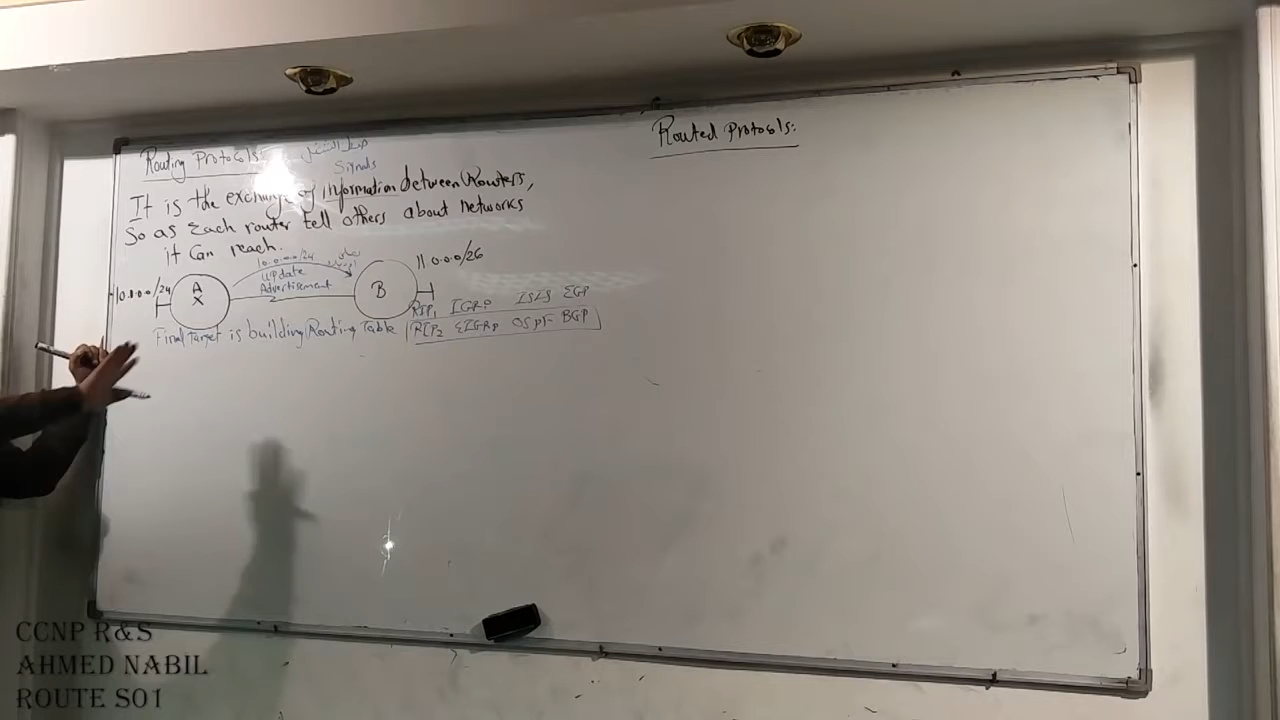 Routing Protocols:
Signals
It is the exchange of information between Routers,
So as Each router tell others about networks
it Can reach.
10.0.0.0/24
update
Advertisement
10.0.0.0/24
A
X
B
11.0.0.0/26
RIP1 IGRP ISIS EGP
Final Target is building Routing Table
RIP2 EIGRP OSPF BGP
Routed Protocols:
CCNP R&S
AHMED NABIL
ROUTE S01